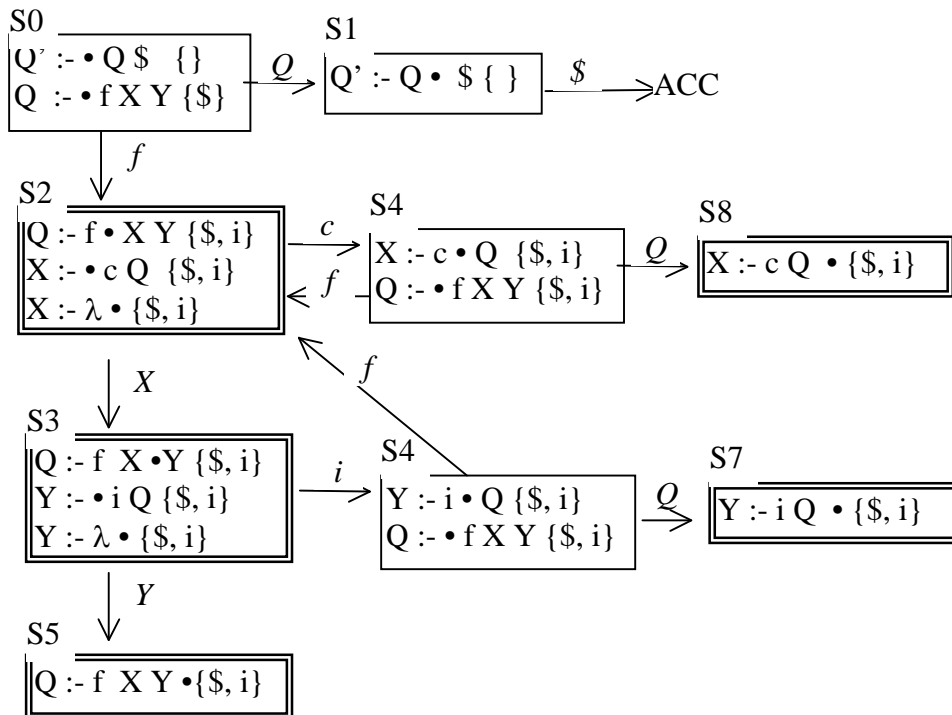 S0
Q' :- • Q $ {}
Q :- • f X Y {$}
Q
S1
Q' :- Q • $ { }
$
ACC
f
S2
Q :- f • X Y {$, i}
X :- • c Q {$, i}
X :- λ • {$, i}
c
f
S4
X :- c • Q {$, i}
Q :- • f X Y {$, i}
Q
S8
X :- c Q • {$, i}
X
f
S3
Q :- f X •Y {$, i}
Y :- • i Q {$, i}
Y :- λ • {$, i}
i
S4
Y :- i • Q {$, i}
Q :- • f X Y {$, i}
Q
S7
Y :- i Q • {$, i}
Y
S5
Q :- f X Y •{$, i}